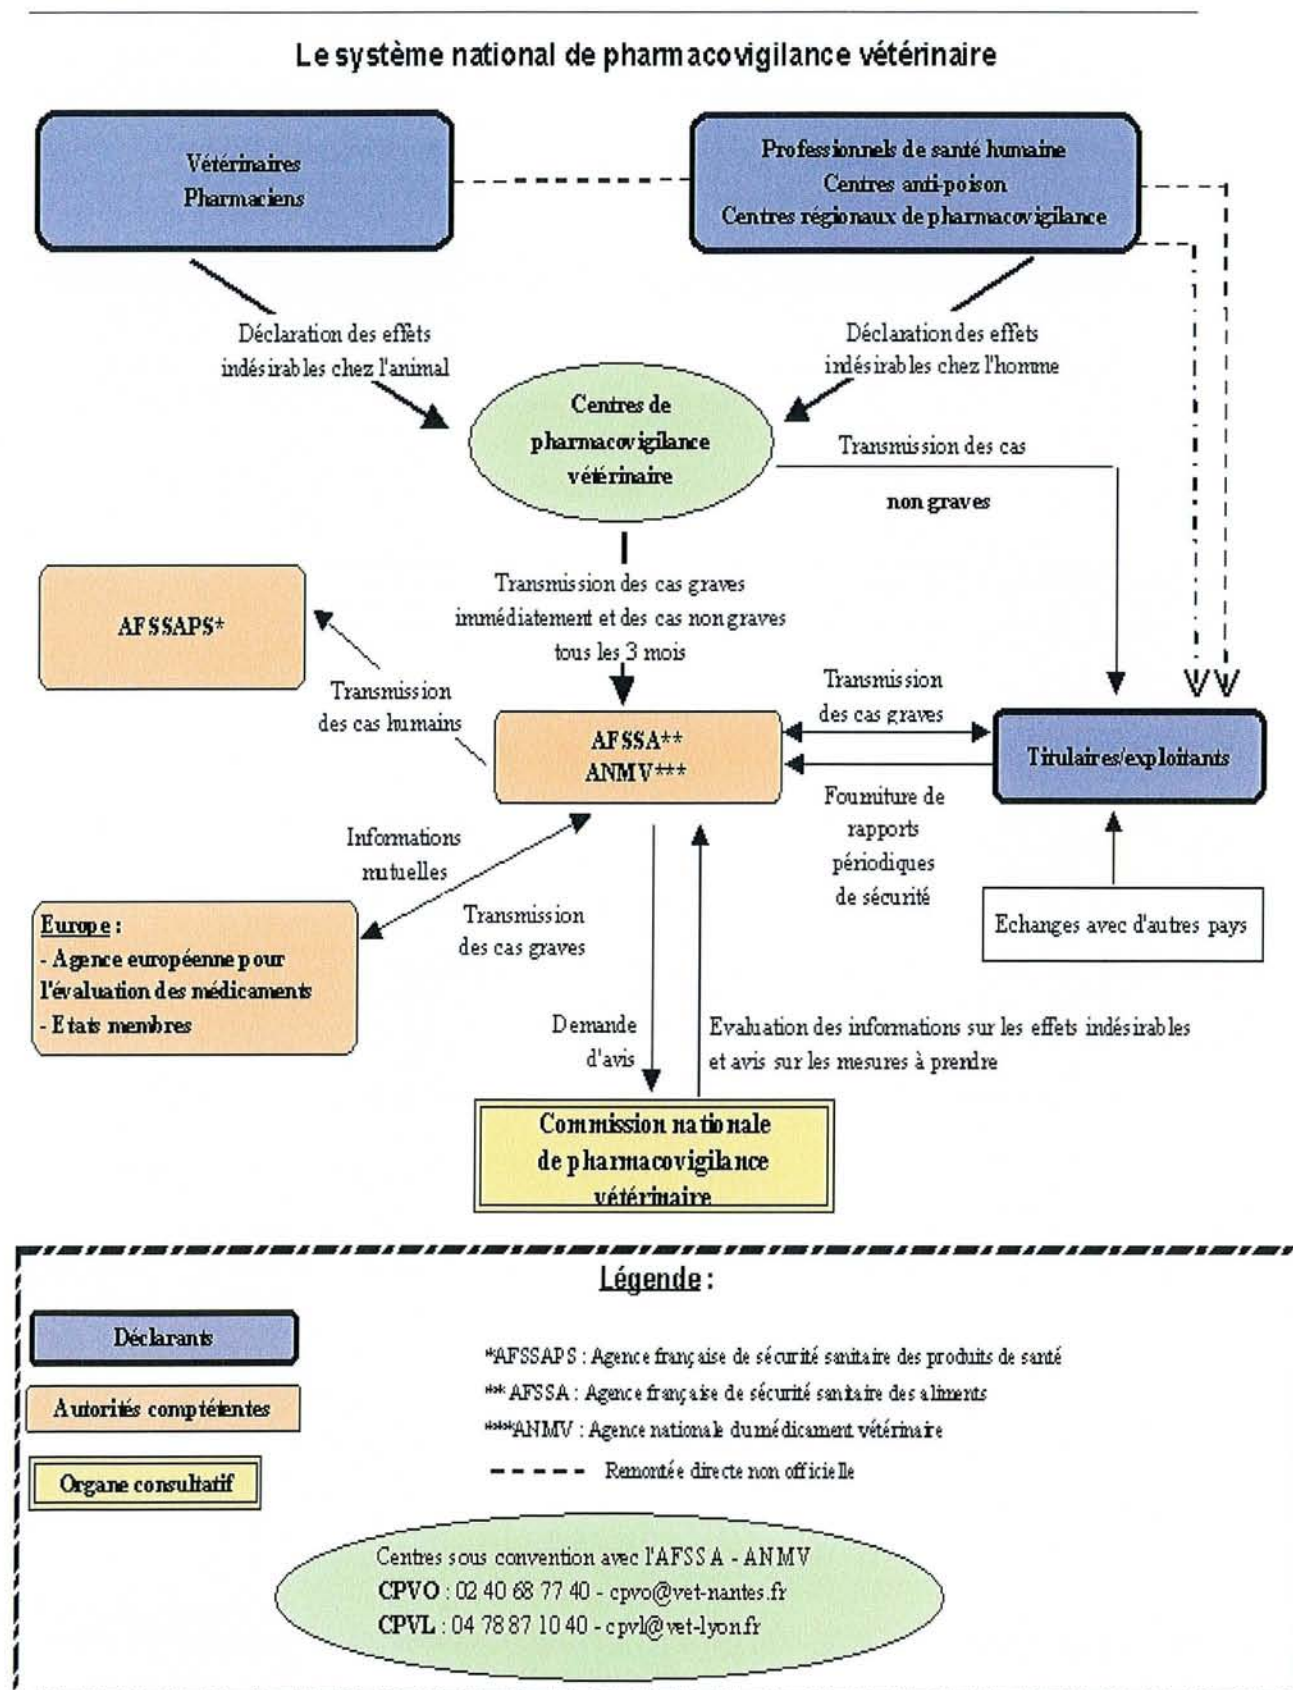 Le système national de pharmacovigilance vétérinaire
Vétérinaires
Pharmaciens
Professionnels de santé humaine
Centres anti-poison
Centres régionaux de pharmacovigilance
Déclaration des effets
indésirables chez l'animal
Déclaration des effets
indésirables chez l'homme
Centres de
pharmacovigilance
vétérinaire
Transmission des cas
non graves
Transmission des cas graves
immédiatement et des cas non graves
tous les 3 mois
AFSSAPS*
Transmission
des cas humains
AFSSA**
ANMV***
Transmission
des cas graves
Titulaires/exploitants
Fourniture de
rapports
périodiques
de sécurité
Echanges avec d'autres pays
Informations
mutuelles
Transmission
des cas graves
Europe :
- Agence européenne pour
l'évaluation des médicaments
- Etats membres
Demande
d'avis
Evaluation des informations sur les effets indésirables
et avis sur les mesures à prendre
Commission nationale
de pharmacovigilance
vétérinaire
Légende :
Déclarants
Autorités comptétentes
Organe consultatif
*AFSSAPS : Agence française de sécurité sanitaire des produits de santé
** AFSSA : Agence française de sécurité sanitaire des aliments
***ANMV : Agence nationale du médicament vétérinaire
Remontée directe non officielle
Centres sous convention avec l'AFSSA - ANMV
CPVO : 02 40 68 77 40 - cpvo@vet-nantes.fr
CPVL : 04 78 87 10 40 - cpvl@vet-lyon.fr